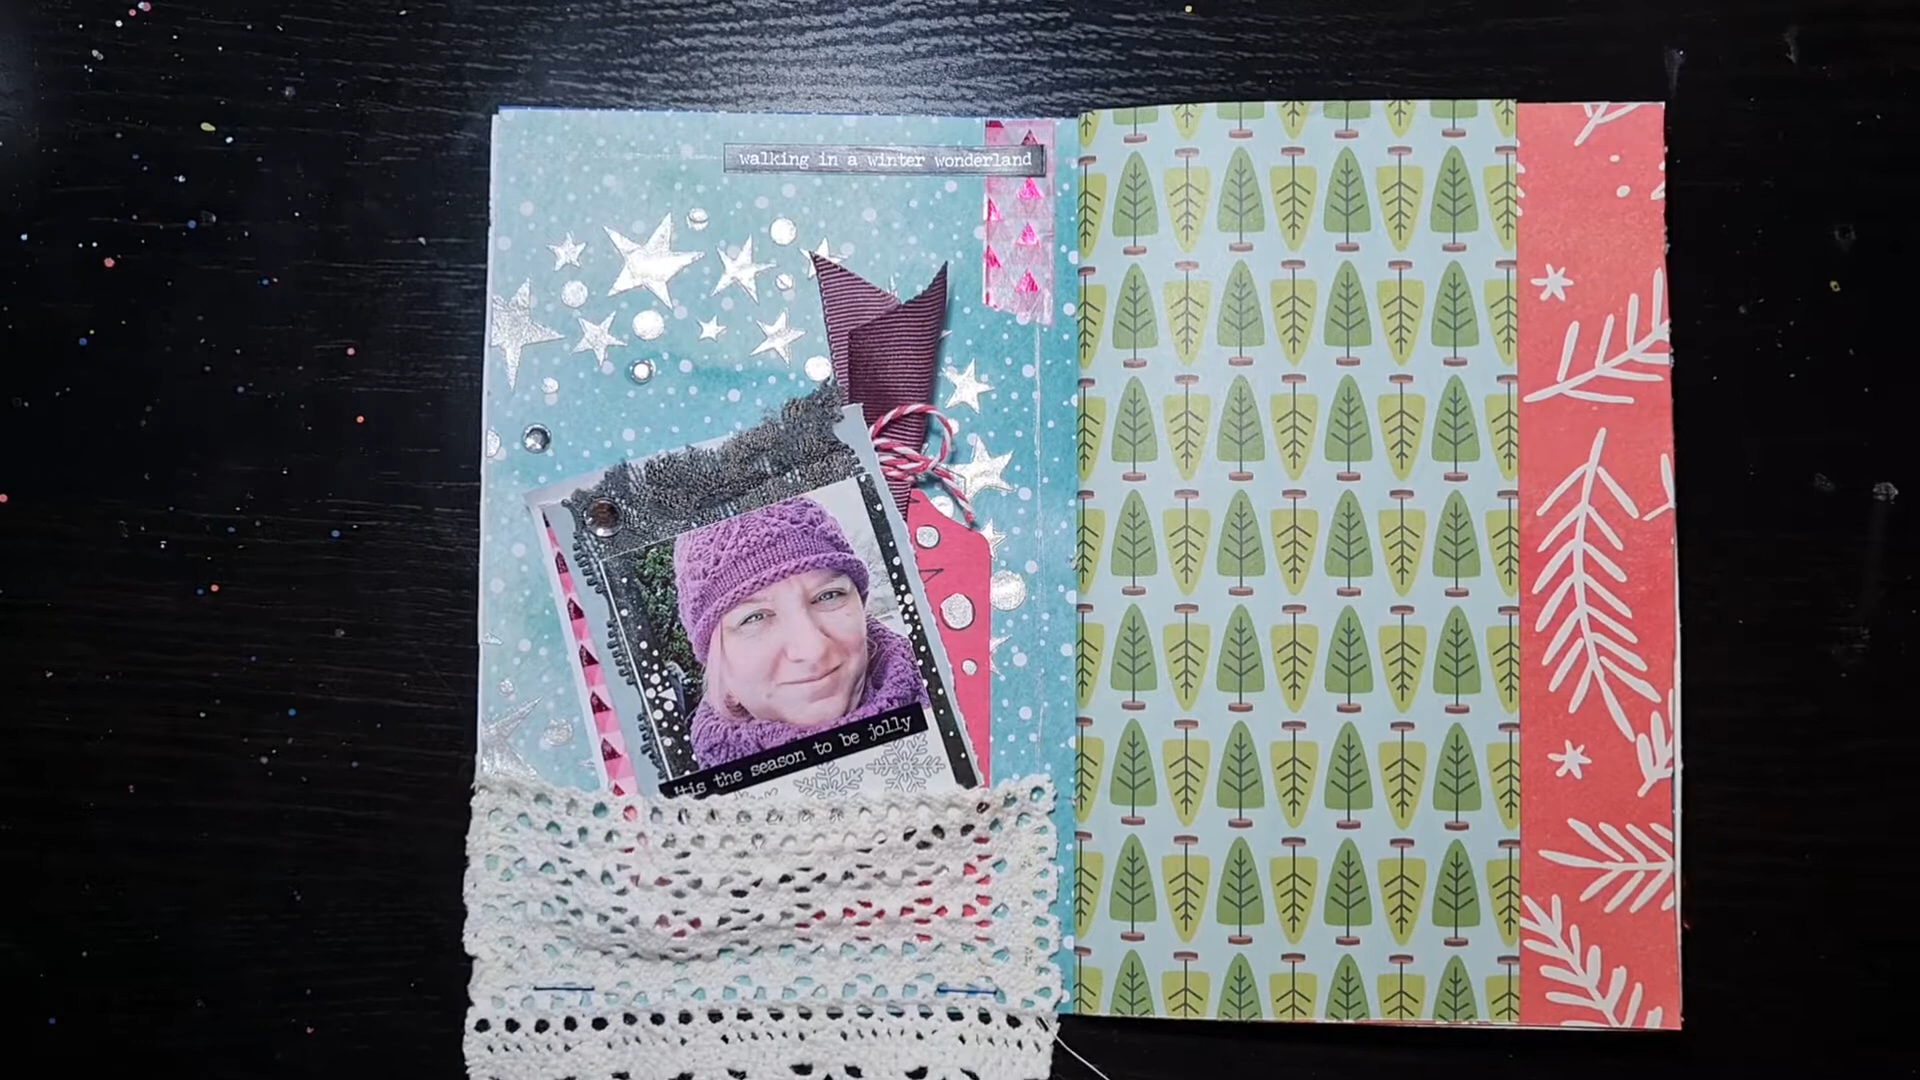 walking in a winter wonderland
'tis the season to be jolly